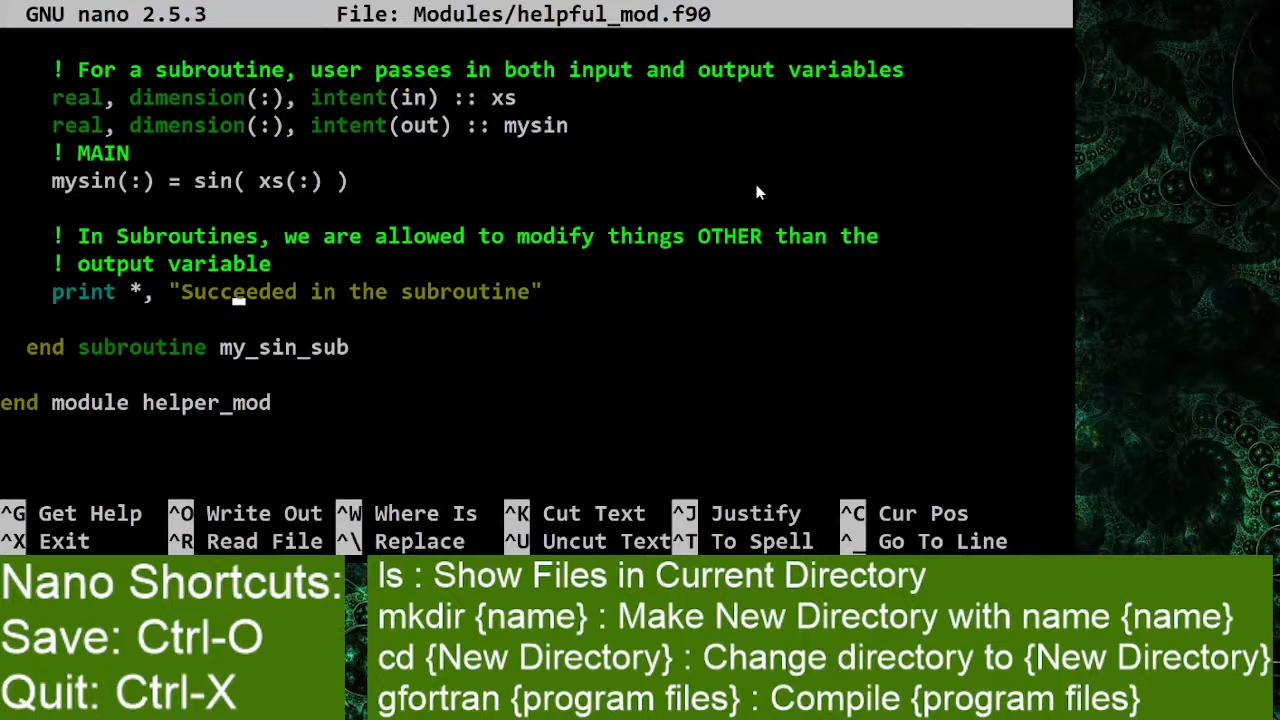 GNU nano 2.5.3 File: Modules/helpful_mod.f90
! For a subroutine, user passes in both input and output variables
real, dimension(:), intent(in) :: xs
real, dimension(:), intent(out) :: mysin
! MAIN
mysin(:) = sin( xs(:) )
! In Subroutines, we are allowed to modify things OTHER than the
! output variable
print *, "Succeeded in the subroutine"
end subroutine my_sin_sub
end module helper_mod
^G Get Help ^O Write Out ^W Where Is ^K Cut Text ^J Justify ^C Cur Pos
^X Exit ^R Read File ^\ Replace ^U Uncut Text ^T To Spell ^_ Go To Line
Nano Shortcuts:
Save: Ctrl-O
Quit: Ctrl-X
ls : Show Files in Current Directory
mkdir {name} : Make New Directory with name {name}
cd {New Directory} : Change directory to {New Directory}
gfortran {program files} : Compile {program files}